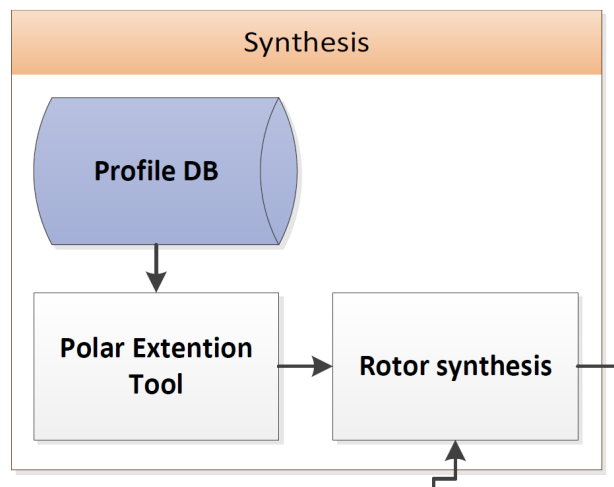 Synthesis
Profile DB
Polar Extention
Tool
Rotor synthesis